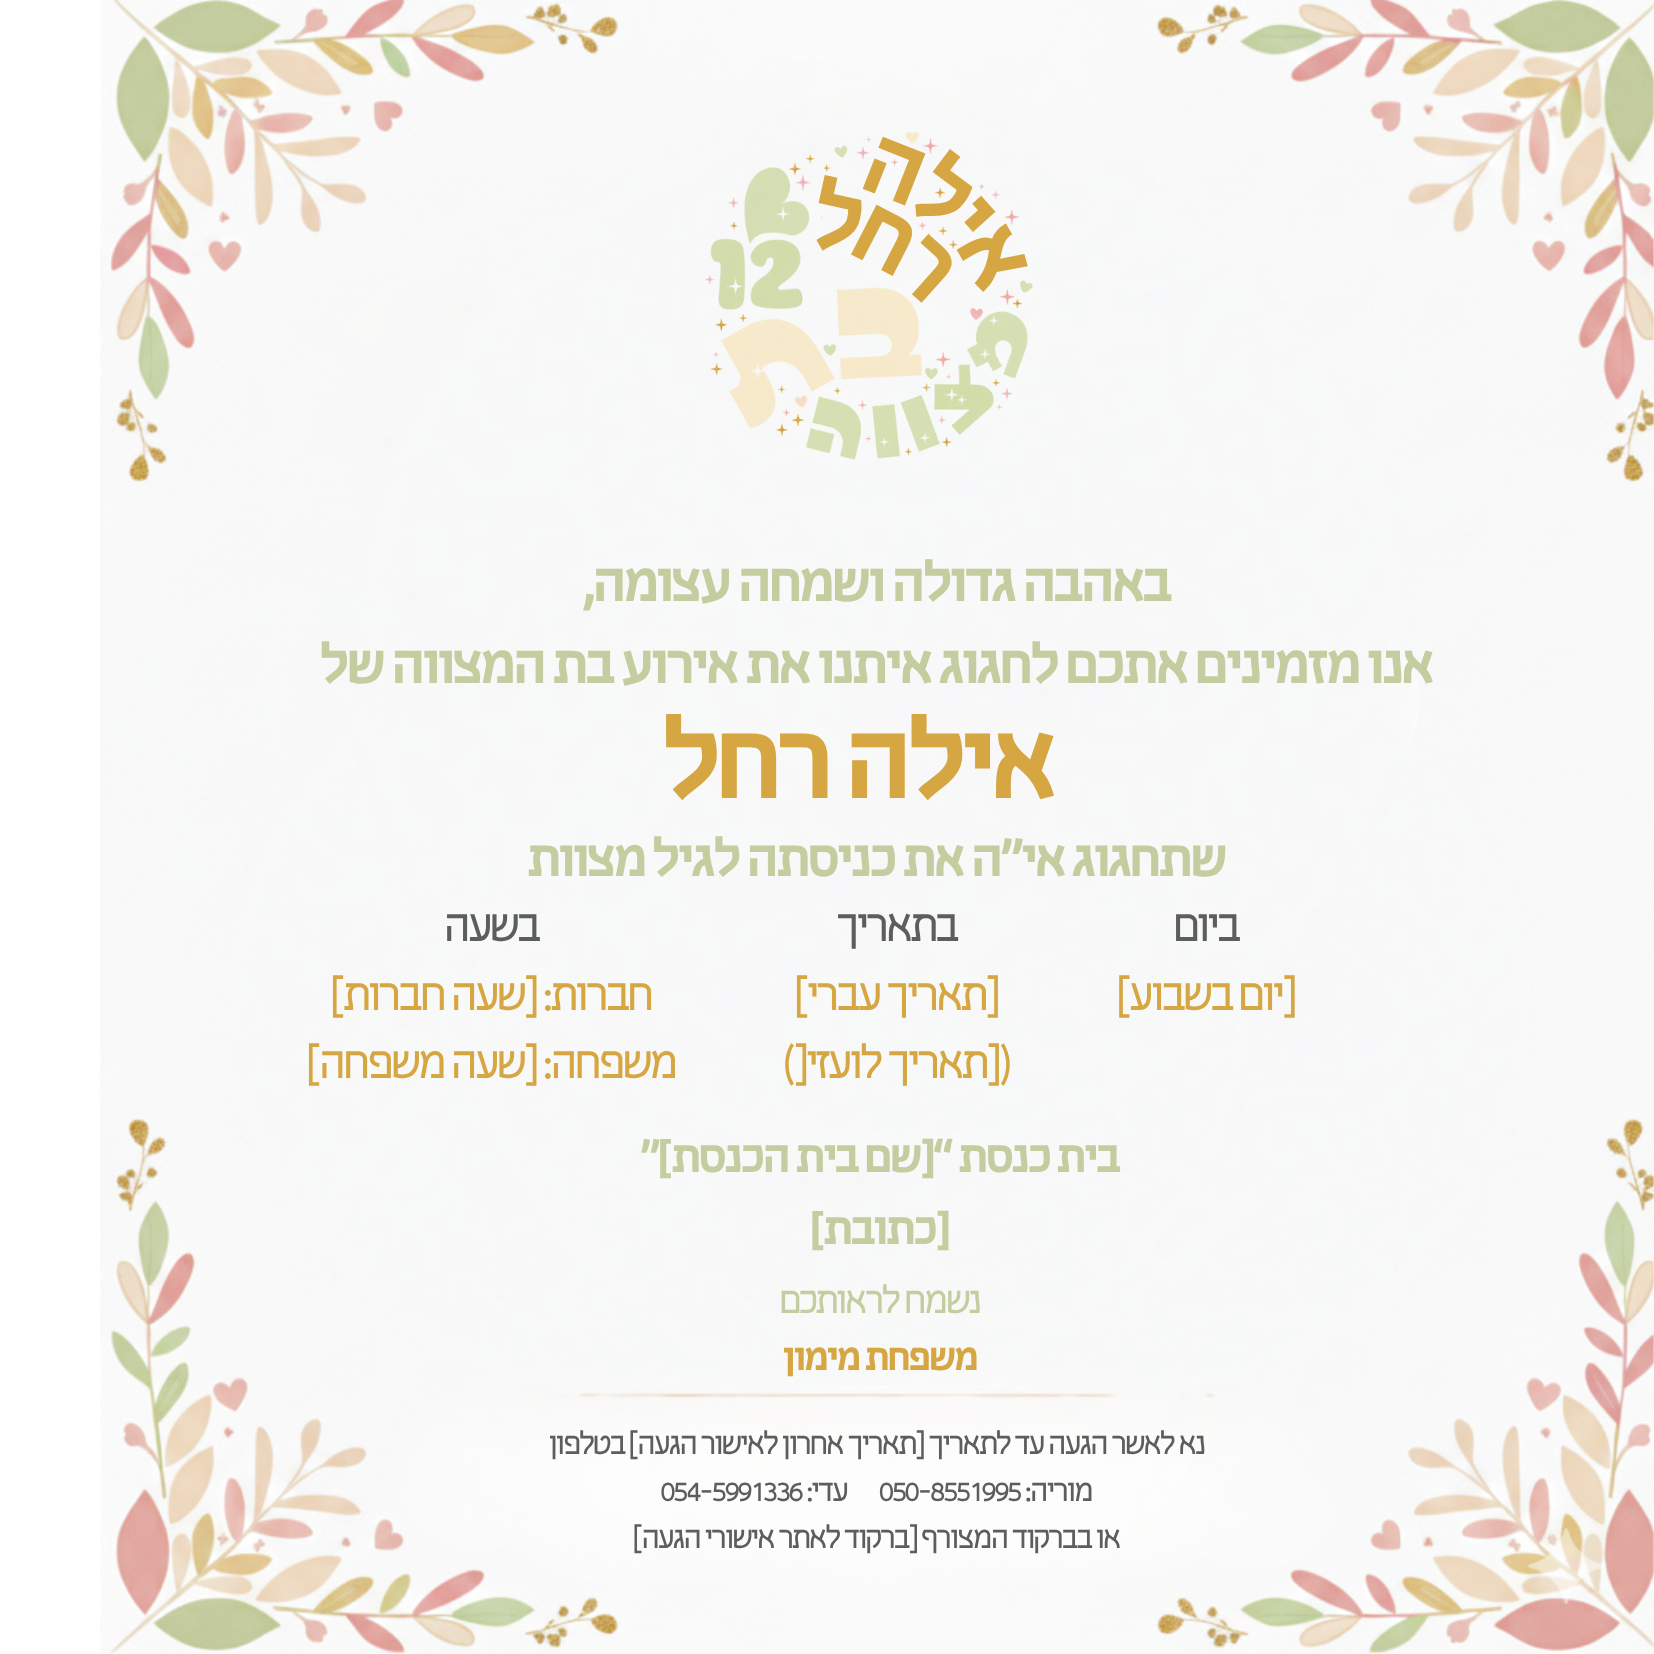 אילה
רחל
בת
מצווה
12
באהבה גדולה ושמחה עצומה,
אנו מזמינים אתכם לחגוג איתנו את אירוע בת המצווה של
אילה רחל
שתחגוג אי"ה את כניסתה לגיל מצוות
ביום בתאריך בשעה
[יום בשבוע] [תאריך עברי] חברות: [שעה חברות]
([תאריך לועזי]) משפחה: [שעה משפחה]
בית כנסת "[שם בית הכנסת]"
[כתובת]
נשמח לראותכם
משפחת מימון
נא לאשר הגעה עד לתאריך [תאריך אחרון לאישור הגעה] בטלפון
מוריה: 050-8551995 עדי: 054-5991336
או בברקוד המצורף [ברקוד לאתר אישורי הגעה]